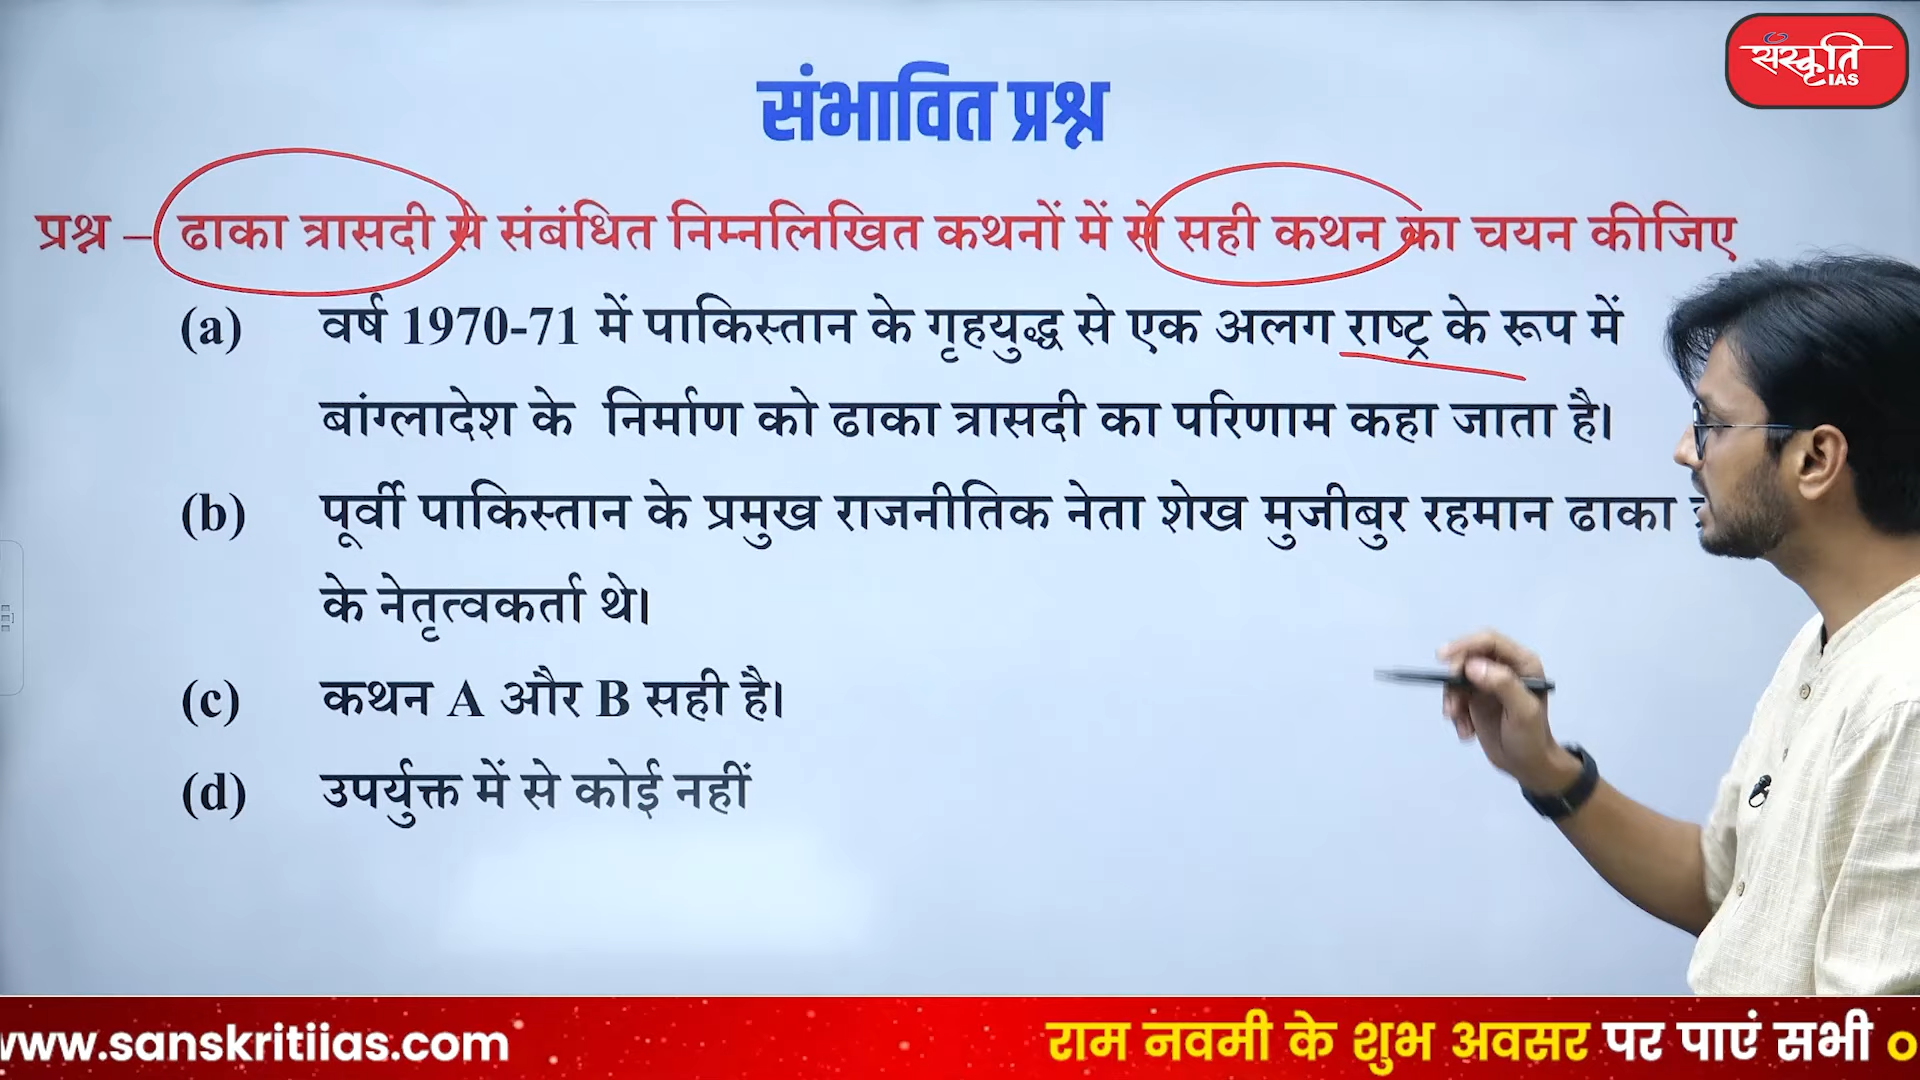 संस्कृति
IAS
संभावित प्रश्न
प्रश्न – ढाका त्रासदी से संबंधित निम्नलिखित कथनों में से सही कथन का चयन कीजिए
(a) वर्ष 1970-71 में पाकिस्तान के गृहयुद्ध से एक अलग राष्ट्र के रूप में
बांग्लादेश के निर्माण को ढाका त्रासदी का परिणाम कहा जाता है।
(b) पूर्वी पाकिस्तान के प्रमुख राजनीतिक नेता शेख मुजीबुर रहमान ढाका
के नेतृत्वकर्ता थे।
(c) कथन A और B सही है।
(d) उपर्युक्त में से कोई नहीं
www.sanskritiias.com राम नवमी के शुभ अवसर पर पाएं सभी